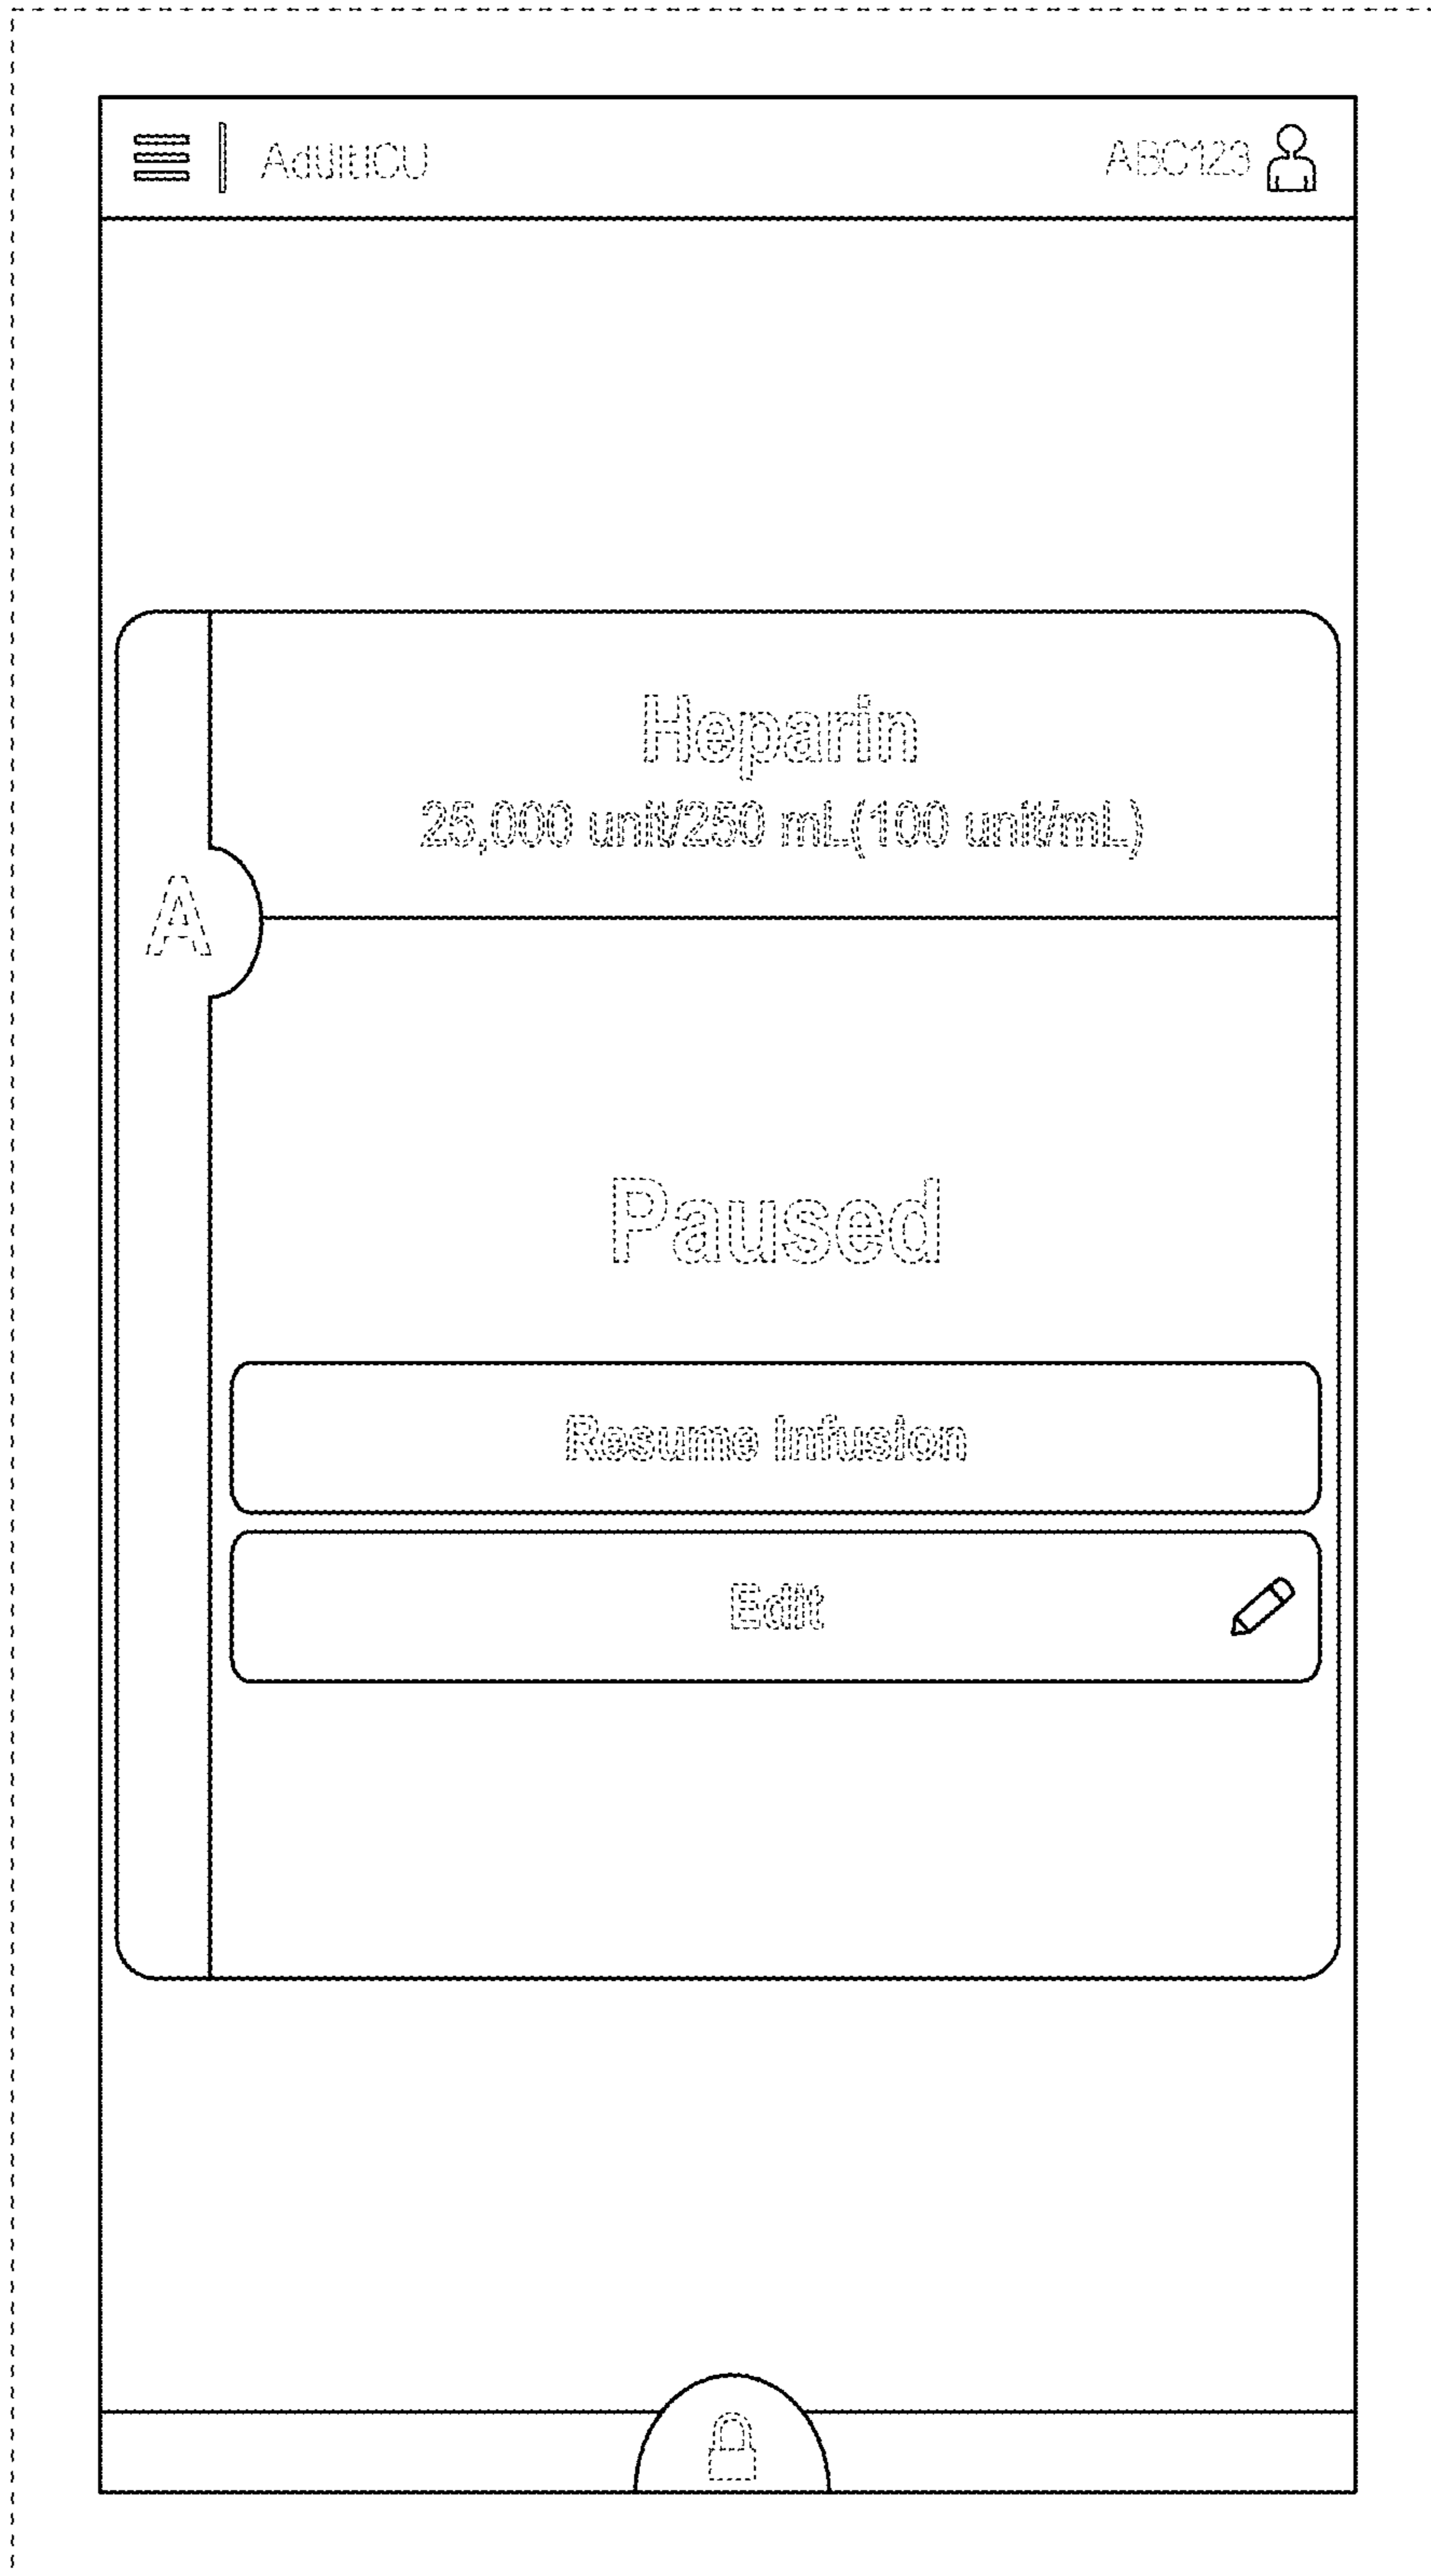 AdultICU
ABC123
Heparin
25,000 unit/250 mL(100 unit/mL)
A
Paused
Resume Infusion
Edit